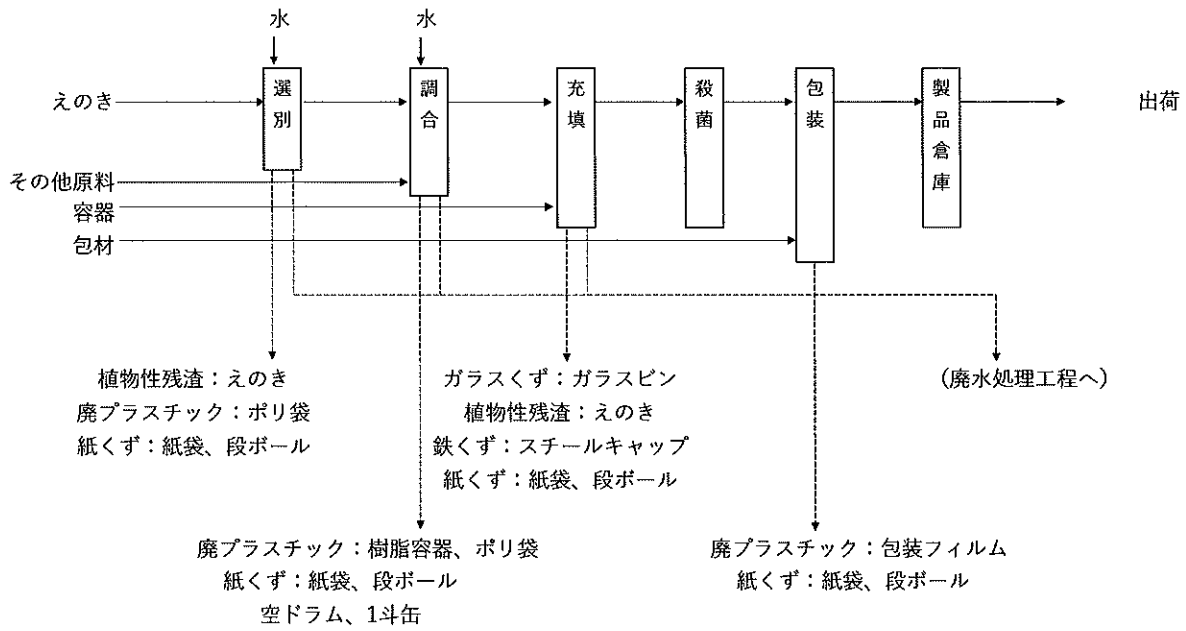 水
水
選別
調合
充填
殺菌
包装
製品倉庫
えのき
出荷
その他原料
容器
包材
植物性残渣：えのき
廃プラスチック：ポリ袋
紙くず：紙袋、段ボール
ガラスくず：ガラスビン
植物性残渣：えのき
鉄くず：スチールキャップ
紙くず：紙袋、段ボール
(廃水処理工程へ)
廃プラスチック：樹脂容器、ポリ袋
紙くず：紙袋、段ボール
空ドラム、1斗缶
廃プラスチック：包装フィルム
紙くず：紙袋、段ボール